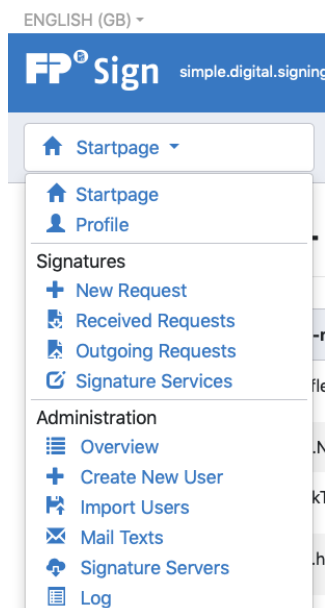 ENGLISH (GB)
FP Sign simple.digital.signing
Startpage
Startpage
Profile
Signatures
New Request
Received Requests
Outgoing Requests
Signature Services
Administration
Overview
Create New User
Import Users
Mail Texts
Signature Servers
Log